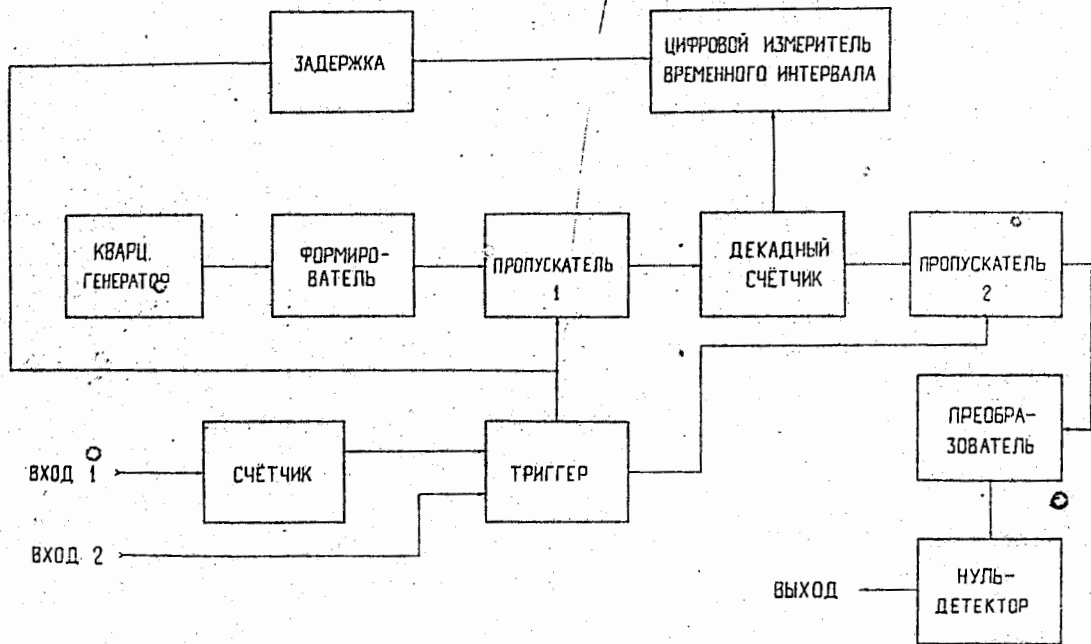 ЗАДЕРЖКА
ЦИФРОВОЙ ИЗМЕРИТЕЛЬ
ВРЕМЕННОГО ИНТЕРВАЛА
КВАРЦ.
ГЕНЕРАТОР
ФОРМИРО-
ВАТЕЛЬ
ПРОПУСКАТЕЛЬ
1
ДЕКАДНЫЙ
СЧЁТЧИК
ПРОПУСКАТЕЛЬ
2
ВХОД 1
СЧЁТЧИК
ТРИГГЕР
ПРЕОБРА-
ЗОВАТЕЛЬ
ВХОД 2
ВЫХОД
НУЛЬ-
ДЕТЕКТОР